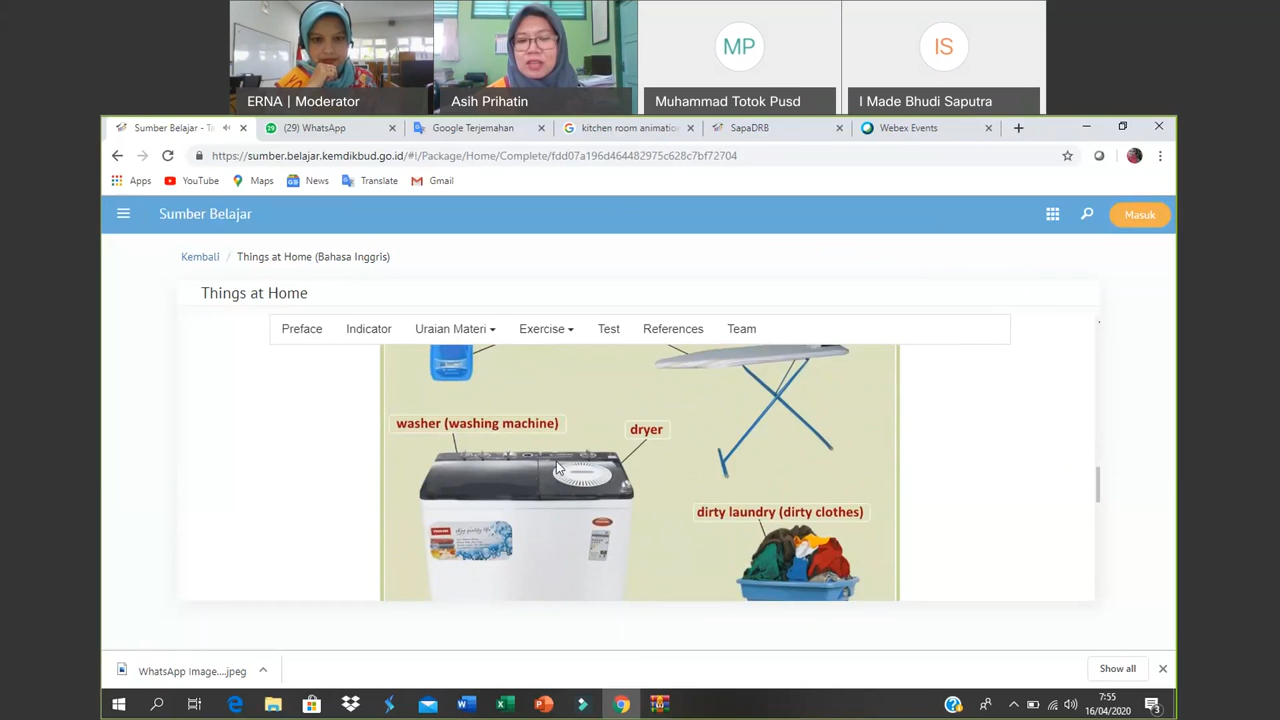 MP
IS
ERNA | Moderator
Asih Prihatin
Muhammad Totok Pusd
I Made Bhudi Saputra
Sumber Belajar - T
(29) WhatsApp
Google Terjemahan
kitchen room animation
SapaDRB
Webex Events
https://sumber.belajar.kemdikbud.go.id/#!/Package/Home/Complete/fdd07a196d464482975c628c7bf72704
Apps
YouTube
Maps
News
Translate
Gmail
Sumber Belajar
Masuk
Kembali / Things at Home (Bahasa Inggris)
Things at Home
Preface
Indicator
Uraian Materi
Exercise
Test
References
Team
washer (washing machine)
dryer
dirty laundry (dirty clothes)
WhatsApp Image....jpeg
Show all
7:55
16/04/2020
3